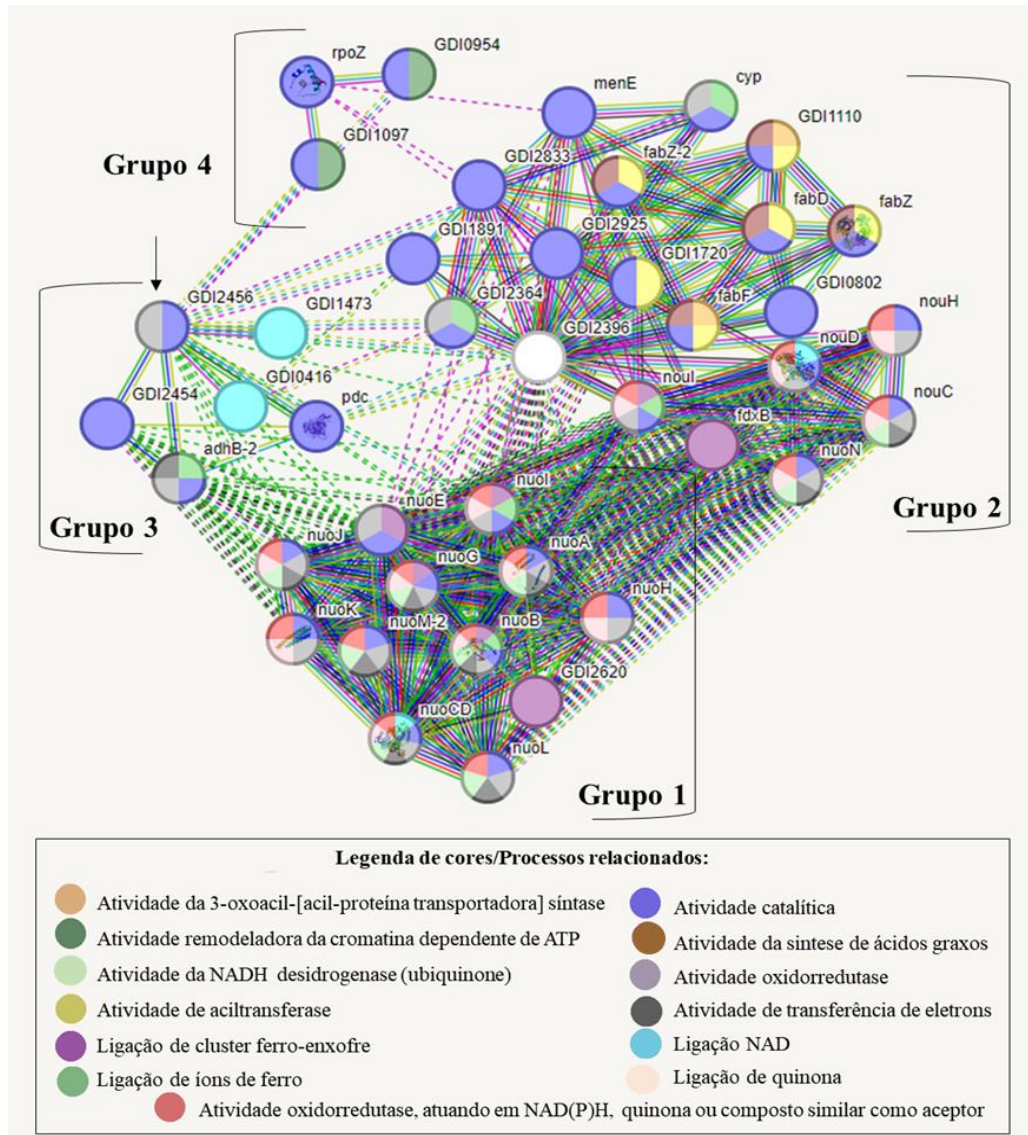 rpoZ
GDI0954
menE
cyp
GDI1097
GDI1110
Grupo 4
GDI2833
fabZ-2
fabD
fabZ
Grupo 2
GDI1891
GDI2925
GDI1720
GDI0802
GDI2456
GDI1473
GDI2364
fabF
nouH
GDI2396
nouD
GDI0416
GDI2454
pdc
nouI
nouC
adhB-2
fdxB
nuoN
Grupo 3
nuoE
nuoI
nuoJ
nuoG
nuoA
nuoK
nuoM-2
nuoB
nuoH
GDI2620
nuoCD
nuoL
Grupo 1
Legenda de cores/Processos relacionados:
Atividade da 3-oxoacil-[acil-proteína transportadora] síntase
Atividade remodeladora da cromatina dependente de ATP
Atividade da NADH desidrogenase (ubiquinone)
Atividade de aciltransferase
Ligação de cluster ferro-enxofre
Ligação de íons de ferro
Atividade catalítica
Atividade da síntese de ácidos graxos
Atividade oxidorredutase
Atividade de transferência de eletrons
Ligação NAD
Ligação de quinona
Atividade oxidorredutase, atuando em NAD(P)H, quinona ou composto similar como aceptor